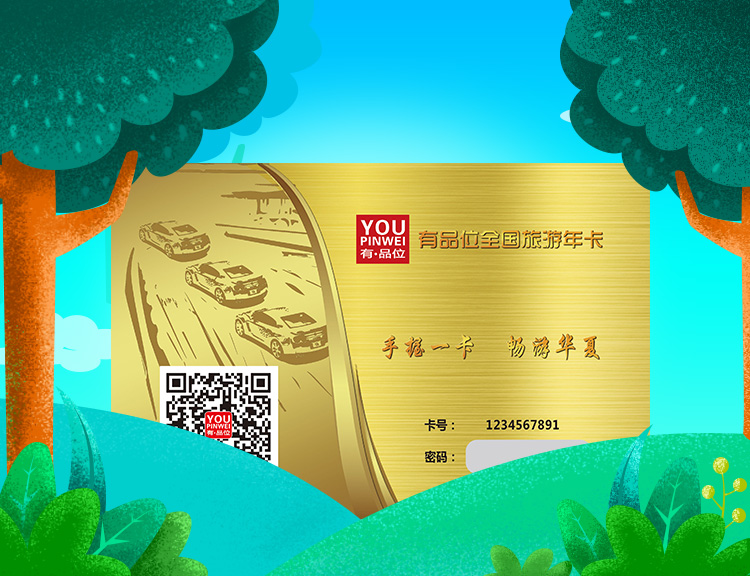 YOU
PINWEI
有·品位
有品位全国旅游年卡
手握一卡 畅游华夏
YOU
PINWEI
有·品位
卡号： 1234567891
密码：